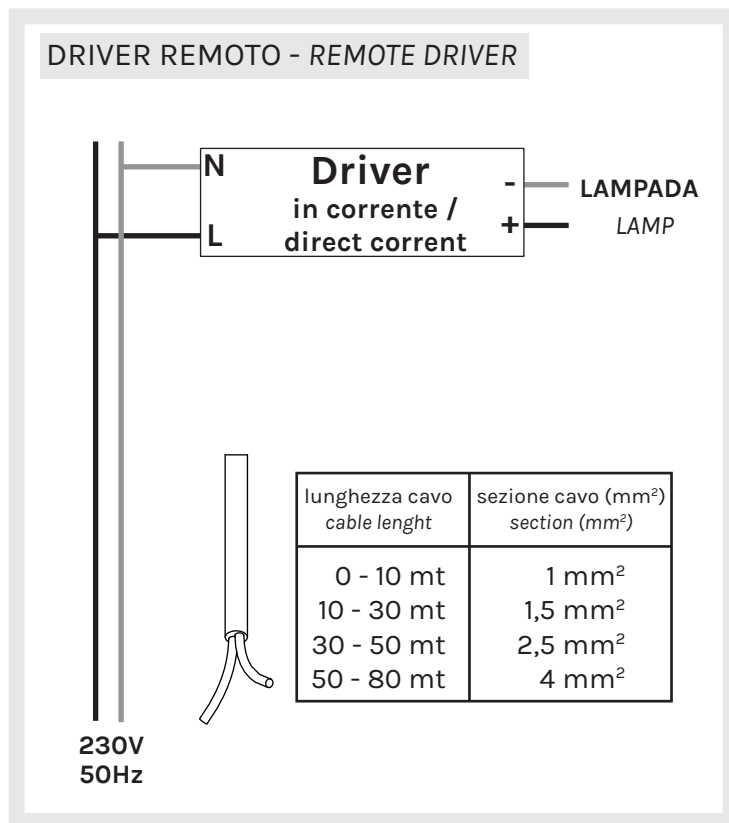 DRIVER REMOTO - REMOTE DRIVER
N
Driver
in corrente /
direct current
L
-
+
LAMPADA
LAMP
lunghezza cavo
cable lenght
sezione cavo (mm²)
section (mm²)
0 - 10 mt 1 mm²
10 - 30 mt 1,5 mm²
30 - 50 mt 2,5 mm²
50 - 80 mt 4 mm²
230V
50Hz